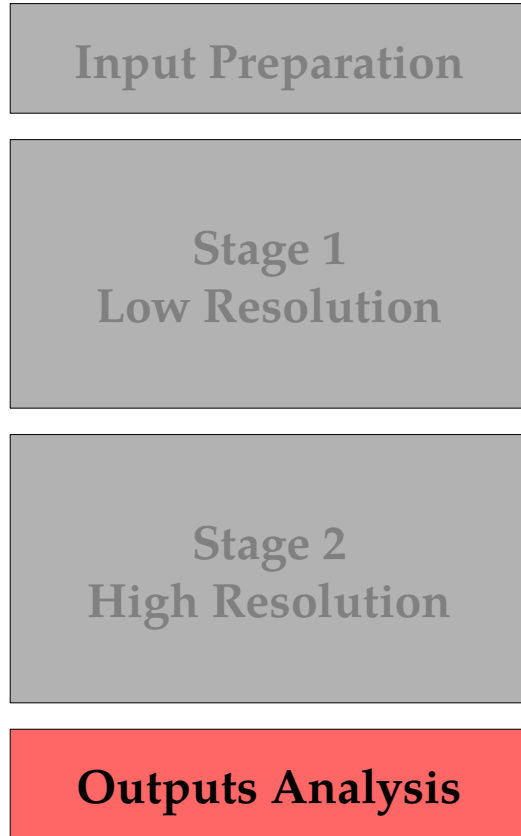 Input Preparation
Stage 1
Low Resolution
Stage 2
High Resolution
Outputs Analysis